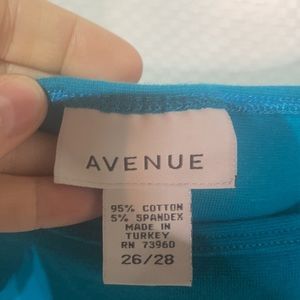 AVENUE
95% COTTON
5% SPANDEX
MADE IN
TURKEY
RN 73960
26/28